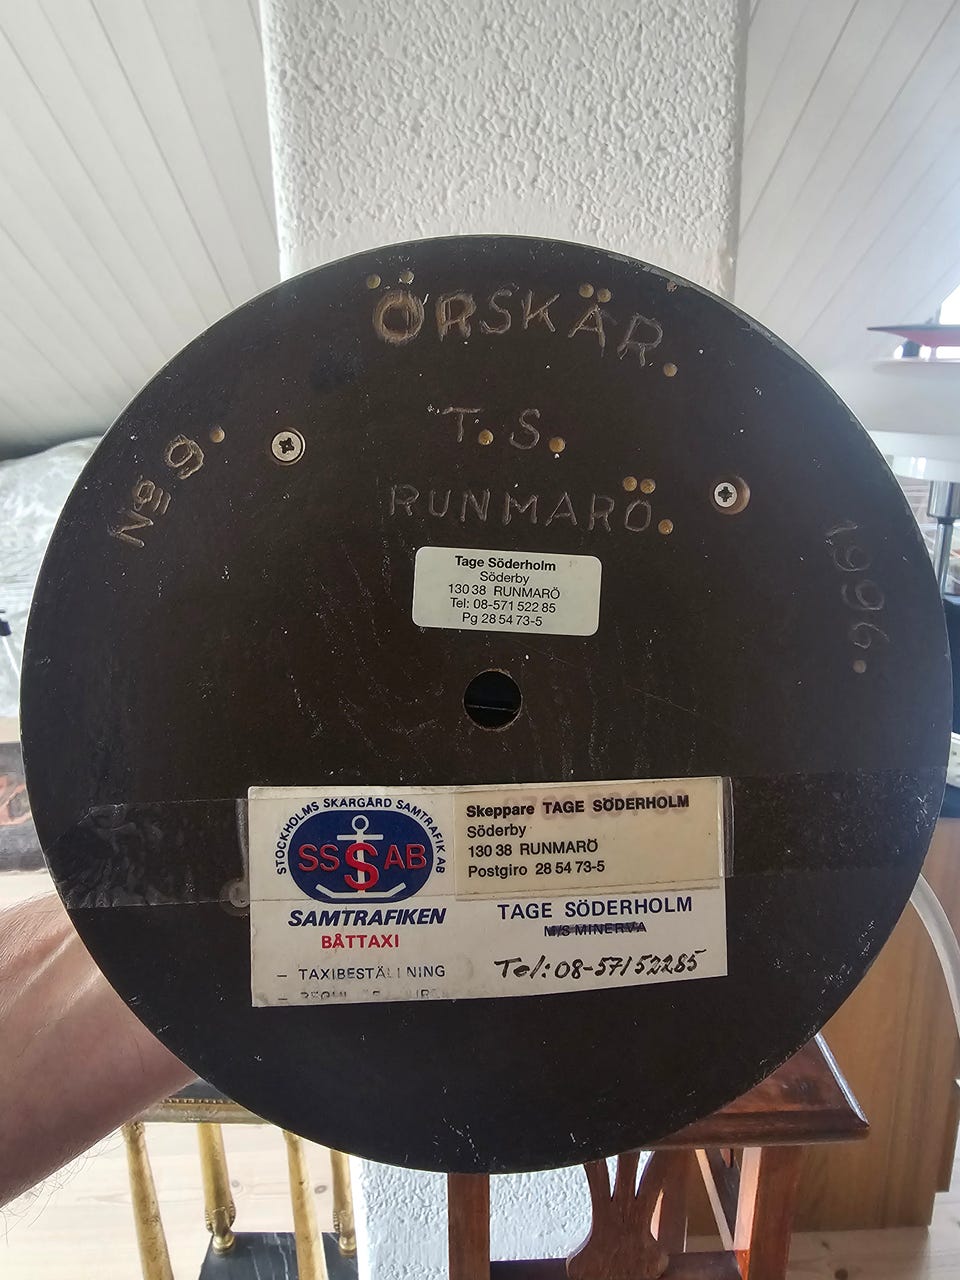 ÖRSKÄR.
T. S.
RUNMARÖ.
No 9.
1996.
Tage Söderholm
Söderby
130 38 RUNMARÖ
Tel: 08-571 522 85
Pg 28 54 73-5
STOCKHOLMS SKÄRGÅRD SAMTRAFIK AB
SSSAB
SAMTRAFIKEN
BÅTTAXI
- TAXIBESTÄLLNING
Skeppare TAGE SÖDERHOLM
Söderby
130 38 RUNMARÖ
Postgiro 28 54 73-5
TAGE SÖDERHOLM
M/S MINERVA
Tel: 08-57152285